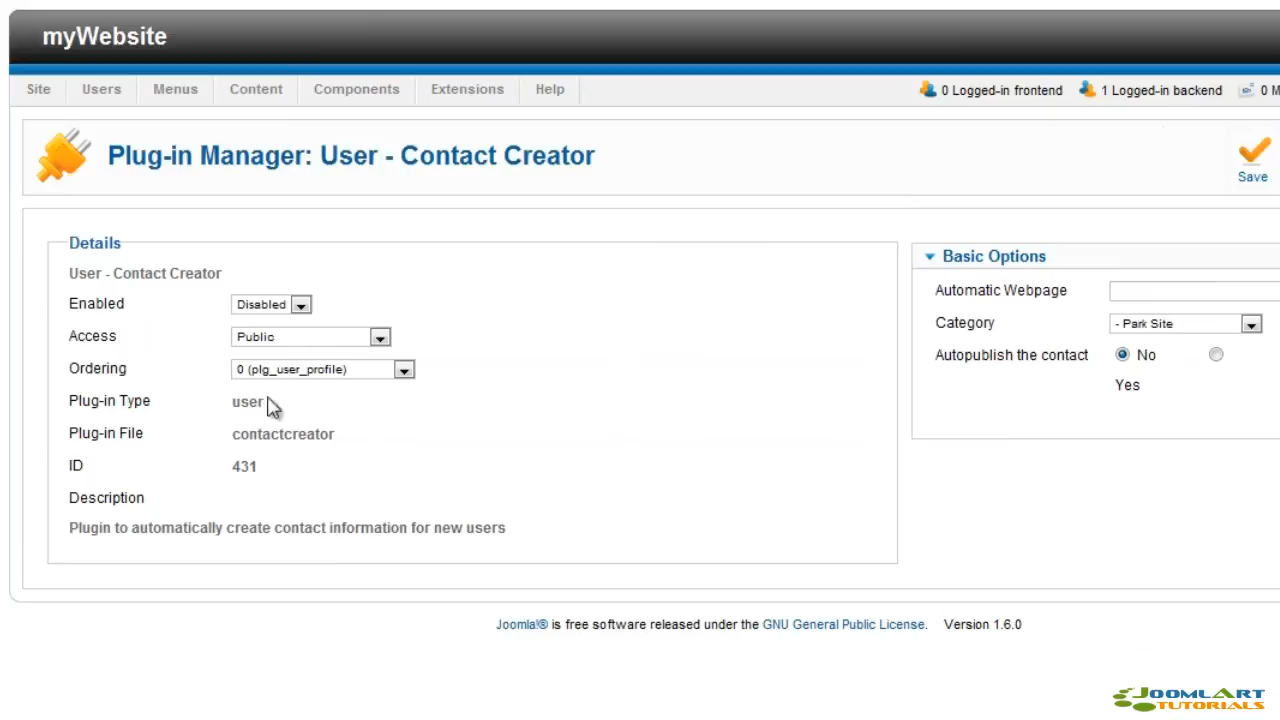 myWebsite
Site Users Menus Content Components Extensions Help 0 Logged-in frontend 1 Logged-in backend 0 M
Plug-in Manager: User - Contact Creator
Save
Details
User - Contact Creator
Enabled Disabled
Access Public
Ordering 0 (plg_user_profile)
Plug-in Type user
Plug-in File contactcreator
ID 431
Description
Plugin to automatically create contact information for new users
Basic Options
Automatic Webpage
Category - Park Site
Autopublish the contact No
Yes
Joomla!® is free software released under the GNU General Public License. Version 1.6.0
JOOMLART
TUTORIALS